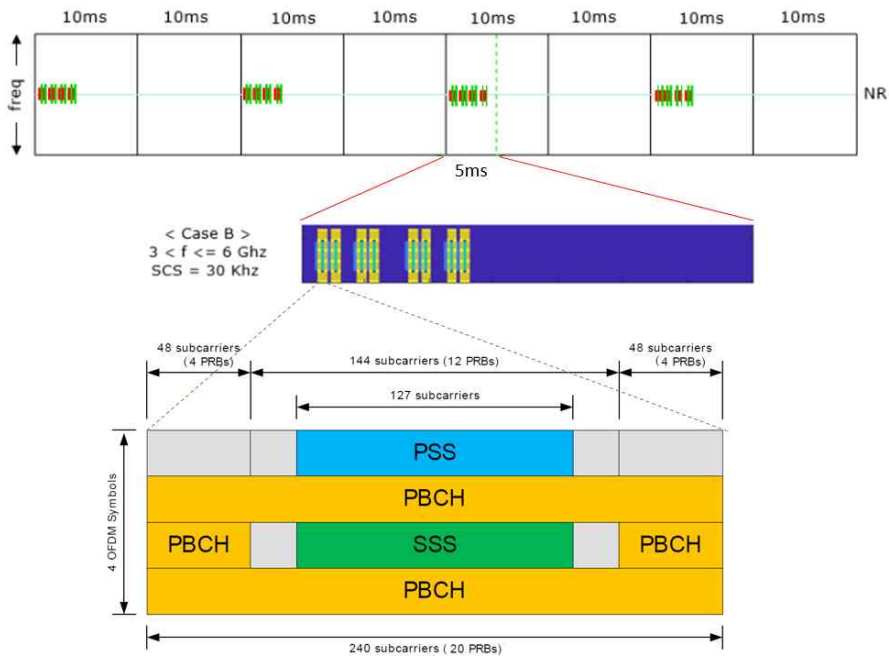 10ms 10ms 10ms 10ms 10ms 10ms 10ms 10ms
freq
NR
5ms
< Case B >
3 < f <= 6 Ghz
SCS = 30 Khz
48 subcarriers
(4 PRBs)
144 subcarriers (12 PRBs)
48 subcarriers
(4 PRBs)
127 subcarriers
4 OFDM Symbols
PSS
PBCH
PBCH SSS PBCH
PBCH
240 subcarriers (20 PRBs)